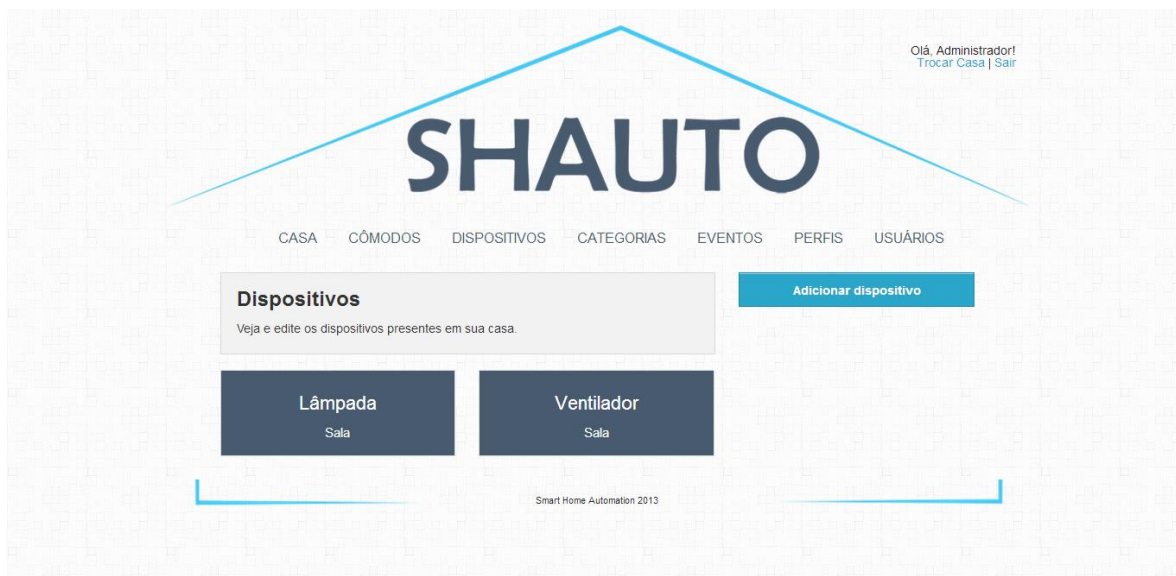 Olá, Administrador!
Trocar Casa | Sair
SHAUTO
CASA CÔMODOS DISPOSITIVOS CATEGORIAS EVENTOS PERFIS USUÁRIOS
Dispositivos
Veja e edite os dispositivos presentes em sua casa.
Adicionar dispositivo
Lâmpada
Sala
Ventilador
Sala
Smart Home Automation 2013